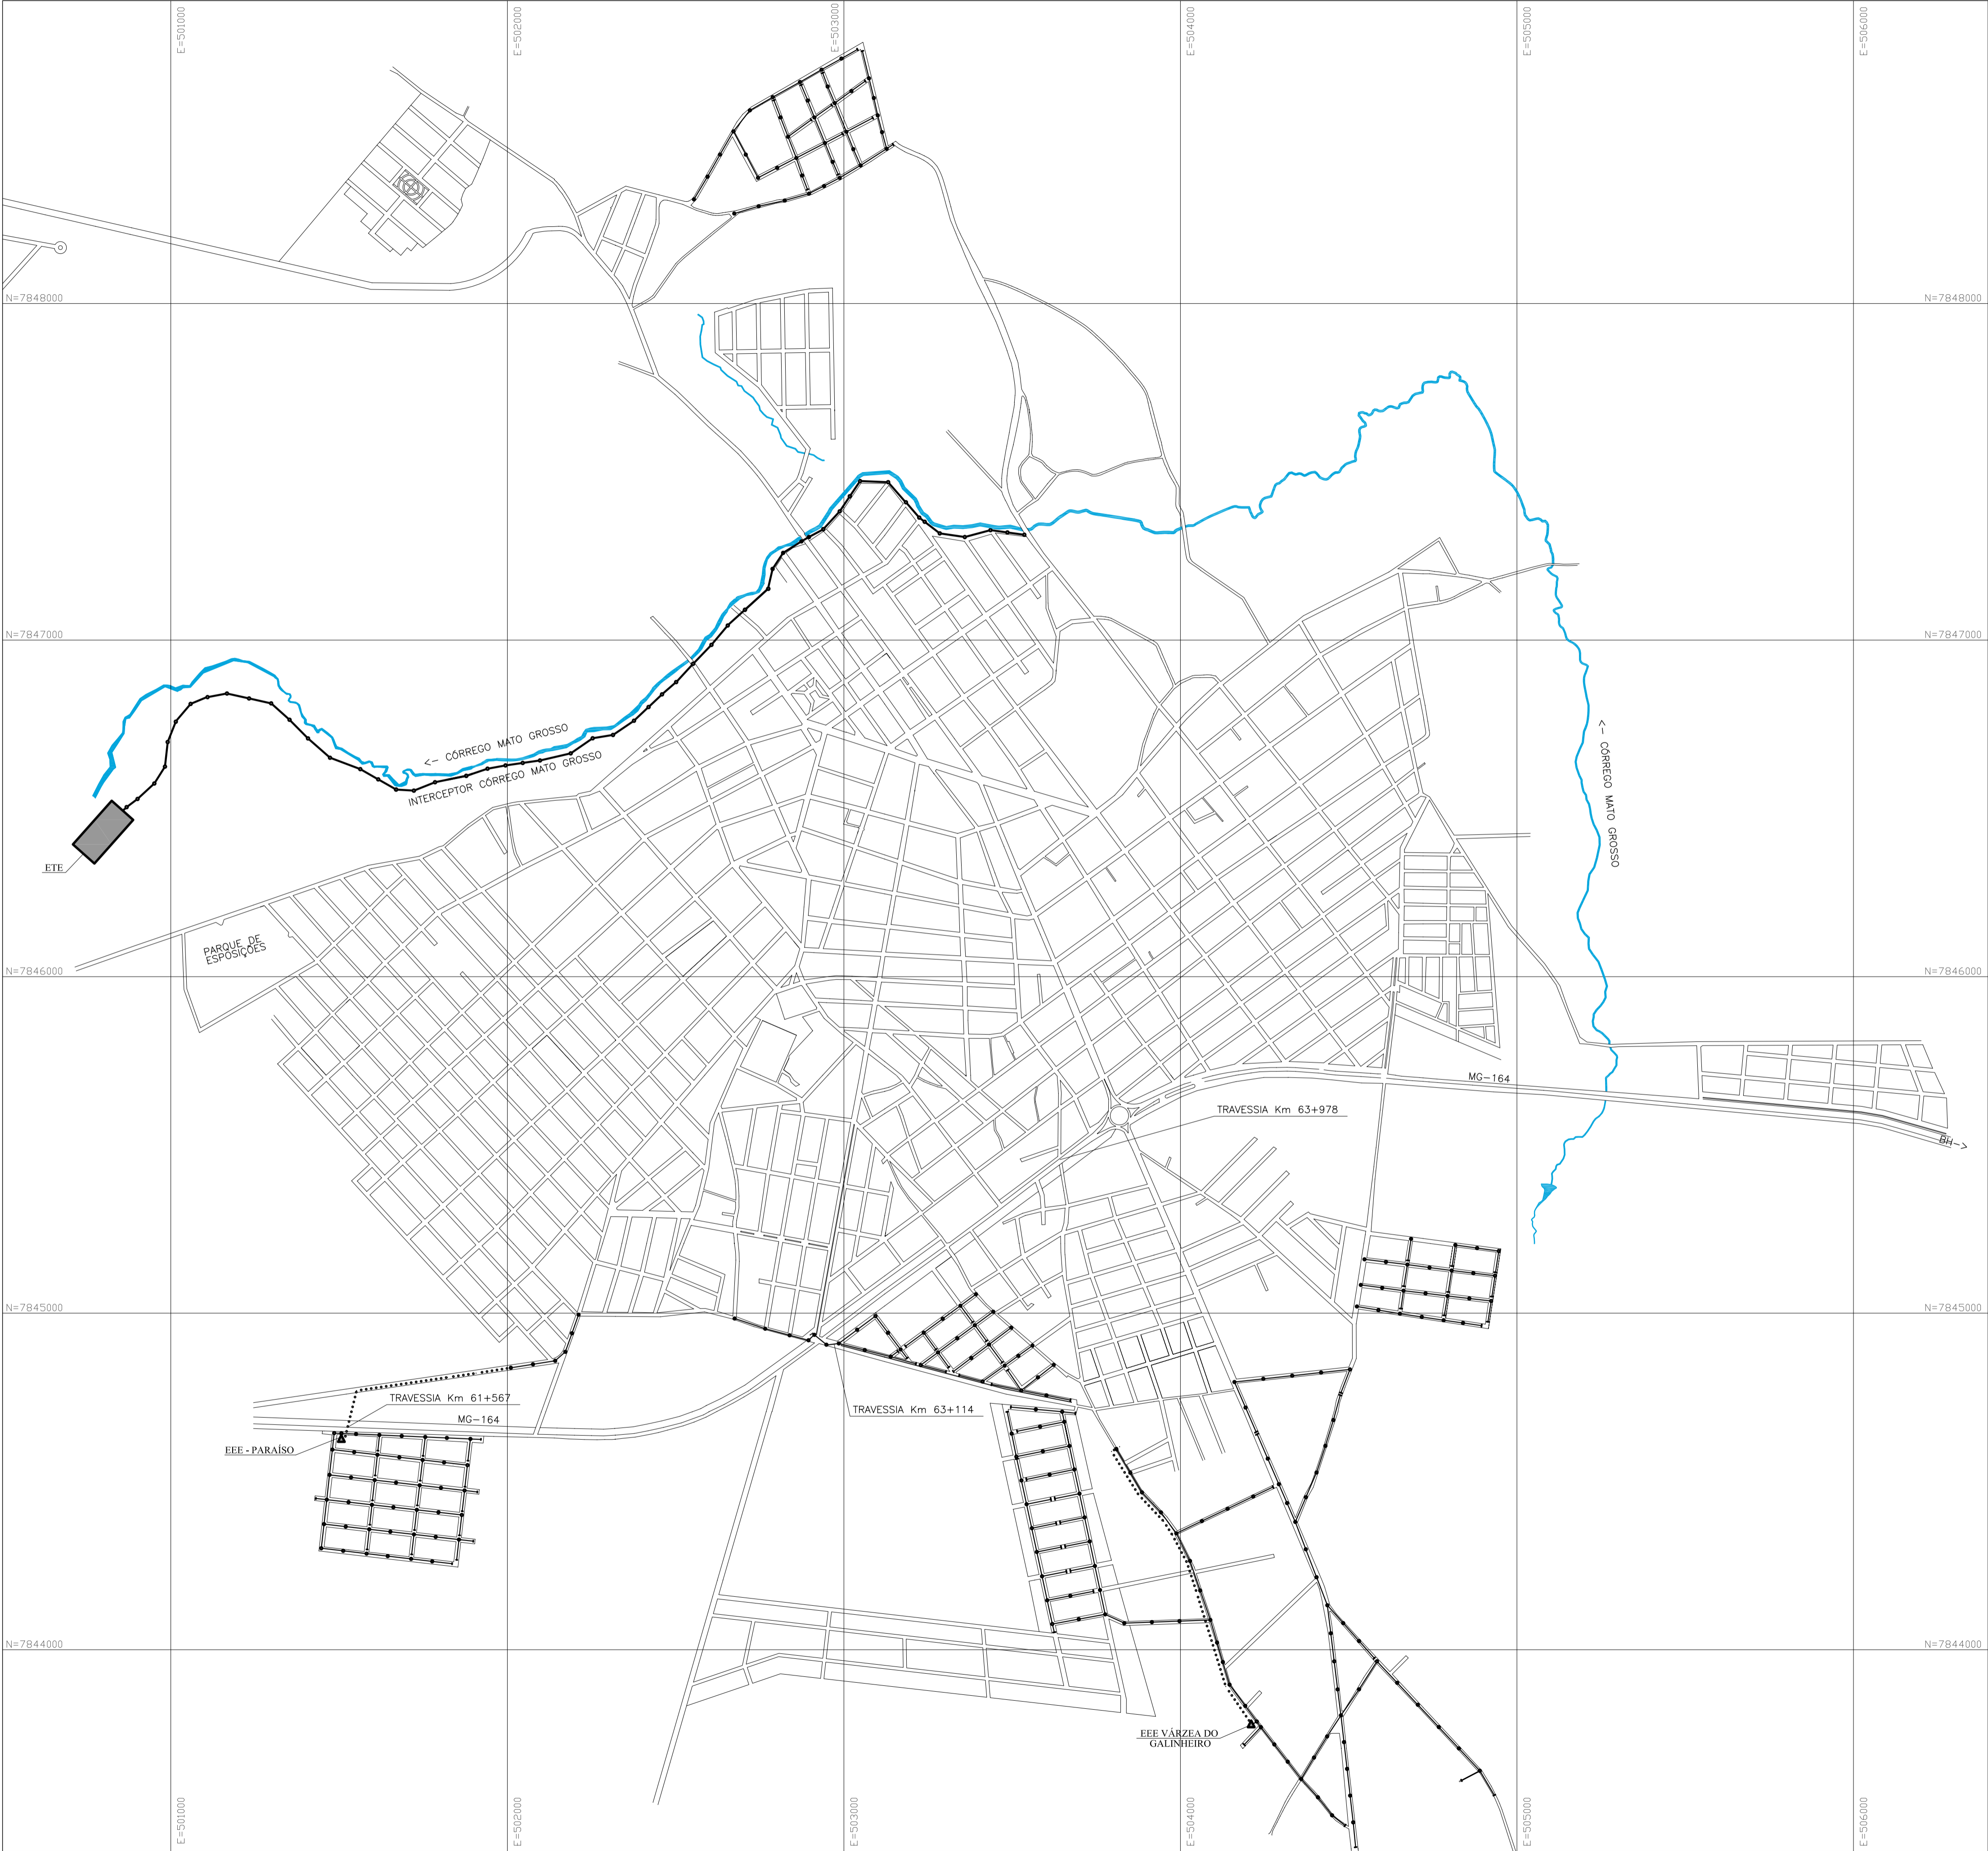 E=501000
E=502000
E=503000
E=504000
E=505000
E=506000
N=7848000
N=7848000
N=7847000
N=7847000
<– CÓRREGO MATO GROSSO
INTERCEPTOR CÓRREGO MATO GROSSO
<– CÓRREGO MATO GROSSO
ETE
PARQUE DE
ESPOSIÇÕES
N=7846000
N=7846000
MG–164
TRAVESSIA Km 63+978
BH–>
N=7845000
N=7845000
TRAVESSIA Km 61+567
MG–164
TRAVESSIA Km 63+114
EEE - PARAÍSO
N=7844000
N=7844000
EEE VÁRZEA DO
GALINHEIRO
E=501000
E=502000
E=503000
E=504000
E=505000
E=506000